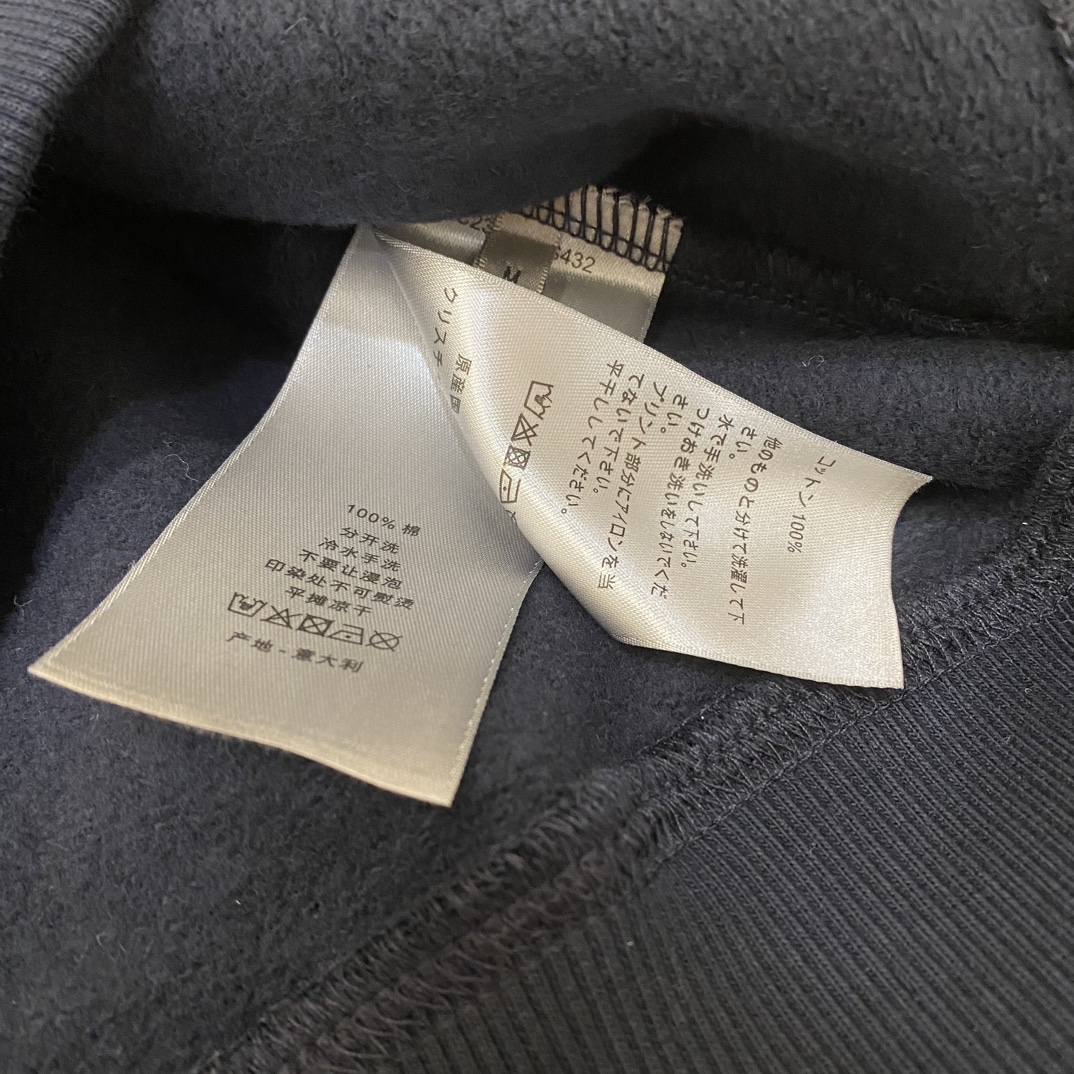 432
M
クリスチ
原産国
100% 棉
分开洗
冷水手洗
不要让浸泡
印染处不可熨烫
平摊凉干
产地 - 意大利
コットン 100%
他のものと分けて洗濯して下
さい。
水で手洗いして下さい。
つけおき洗いをしないでくだ
さい。
プリント部分にアイロンを当
てないで下さい。
平干ししてください。